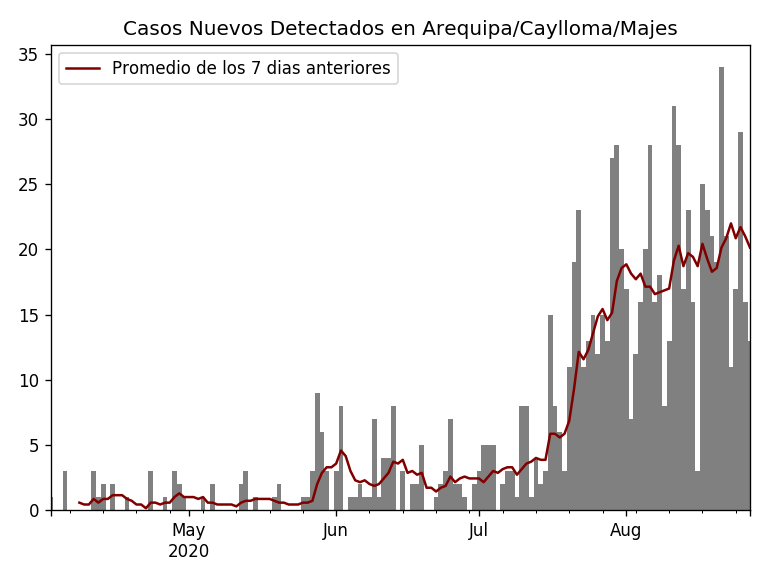 Casos Nuevos Detectados en Arequipa/Caylloma/Majes
Promedio de los 7 dias anteriores
35
30
25
20
15
10
5
0
May
2020
Jun
Jul
Aug